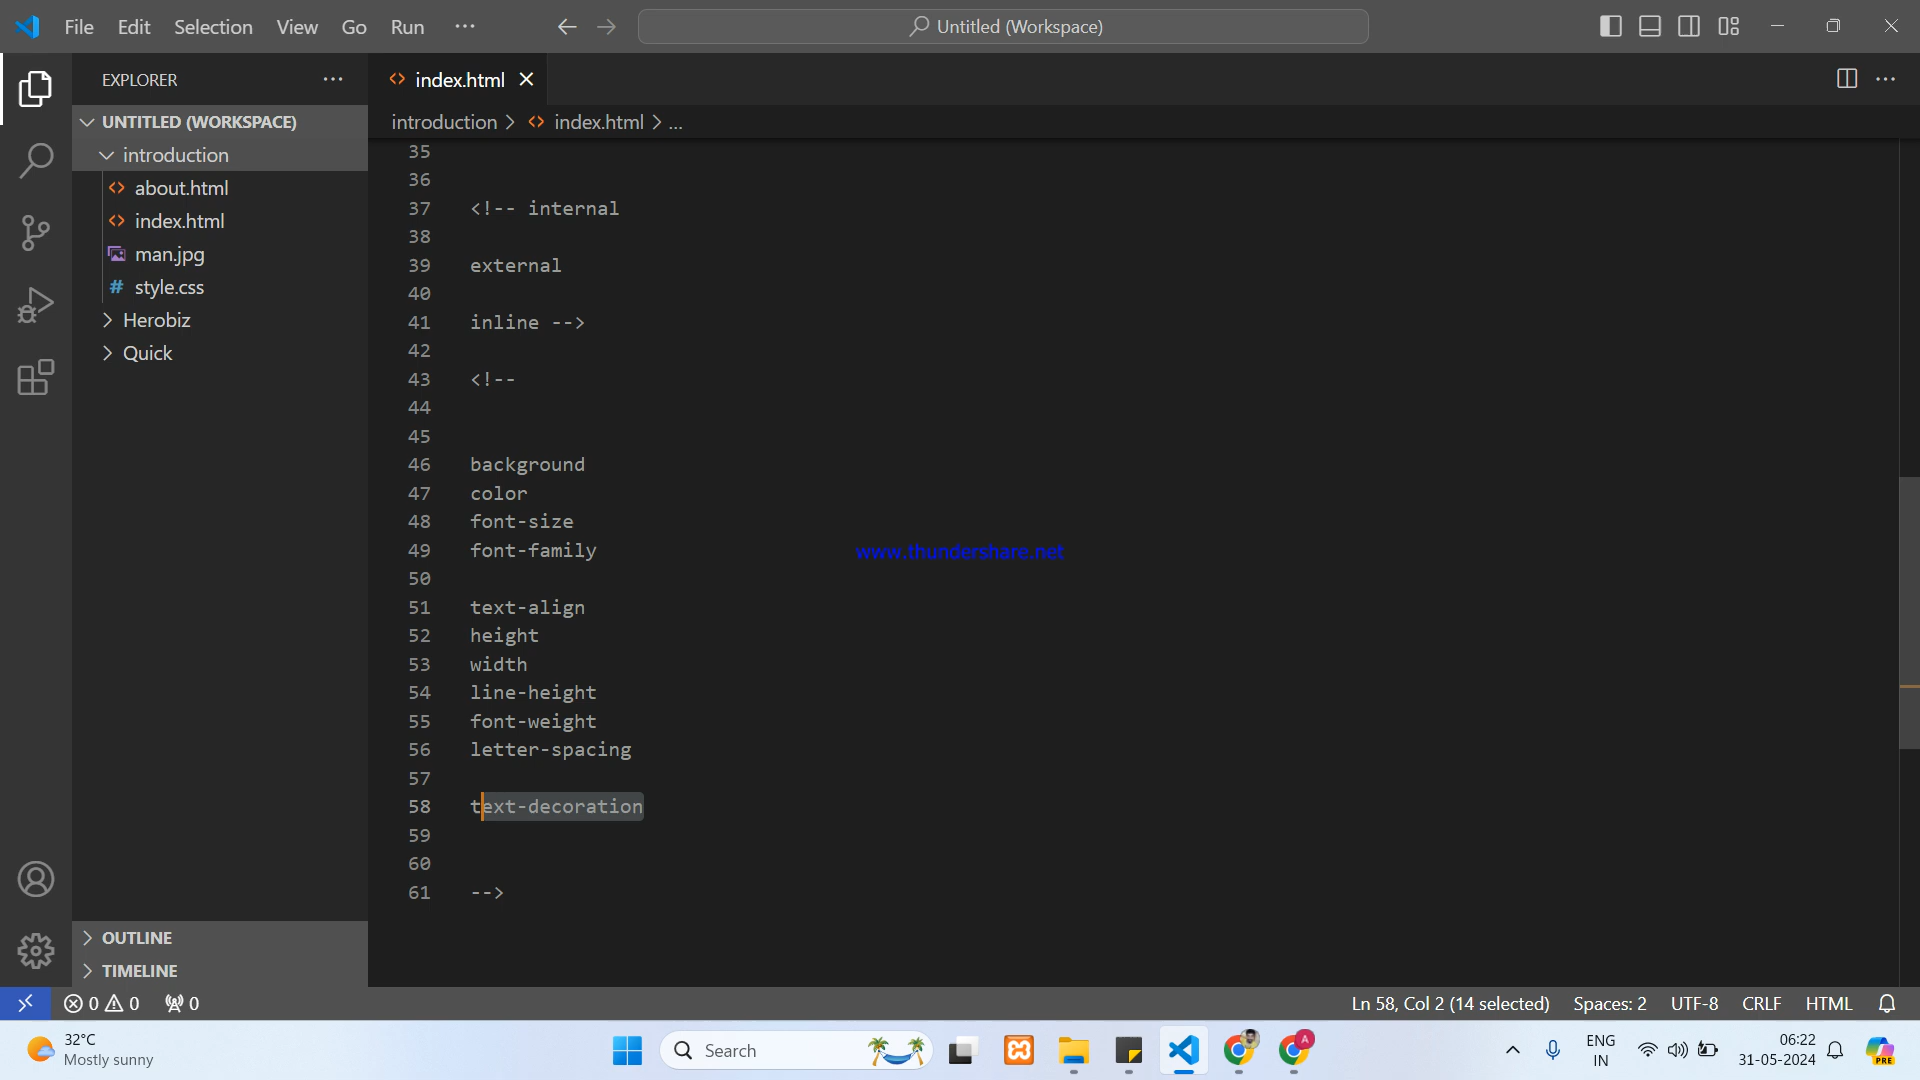 File Edit Selection View Go Run ···
Untitled (Workspace)
EXPLORER ···
index.html
UNTITLED (WORKSPACE)
introduction > index.html > ...
introduction
about.html
index.html
man.jpg
style.css
Herobiz
Quick
35
36
37 <!-- internal
38
39 external
40
41 inline -->
42
43 <!--
44
45
46 background
47 color
48 font-size
49 font-family
www.thundershare.net
50
51 text-align
52 height
53 width
54 line-height
55 font-weight
56 letter-spacing
57
58 text-decoration
59
60
61 -->
OUTLINE
TIMELINE
0 0 0
Ln 58, Col 2 (14 selected) Spaces: 2 UTF-8 CRLF HTML
32°C
Mostly sunny
Search
A
ENG
IN
06:22
31-05-2024
PRE